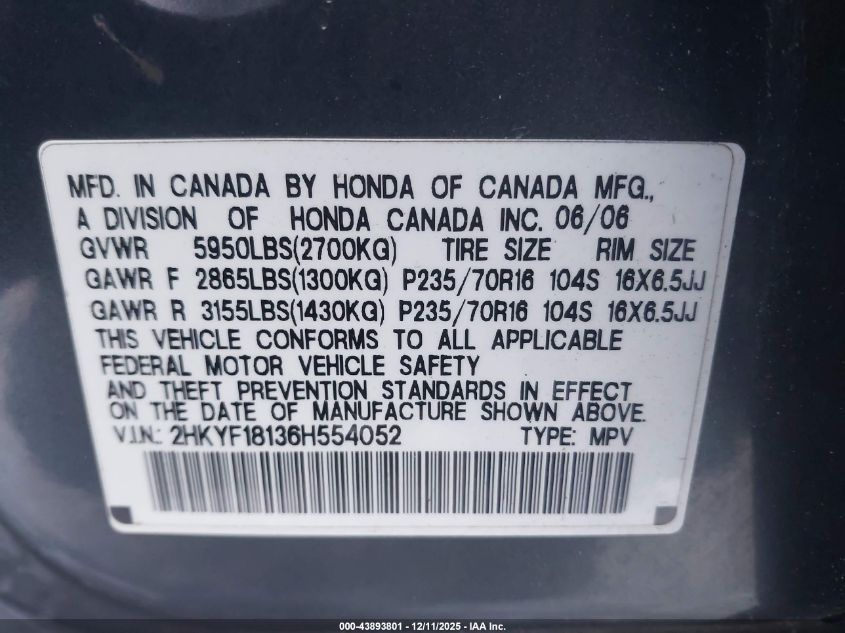 MFD. IN CANADA BY HONDA OF CANADA MFG.,
A DIVISION OF HONDA CANADA INC. 06/06
GVWR 5950LBS(2700KG) TIRE SIZE RIM SIZE
GAWR F 2865LBS(1300KG) P235/70R16 104S 16X6.5JJ
GAWR R 3155LBS(1430KG) P235/70R16 104S 16X6.5JJ
THIS VEHICLE CONFORMS TO ALL APPLICABLE
FEDERAL MOTOR VEHICLE SAFETY
AND THEFT PREVENTION STANDARDS IN EFFECT
ON THE DATE OF MANUFACTURE SHOWN ABOVE.
V.I.N.: 2HKYF18136H554052 TYPE: MPV
000-43893801 - 12/11/2025 - IAA Inc.